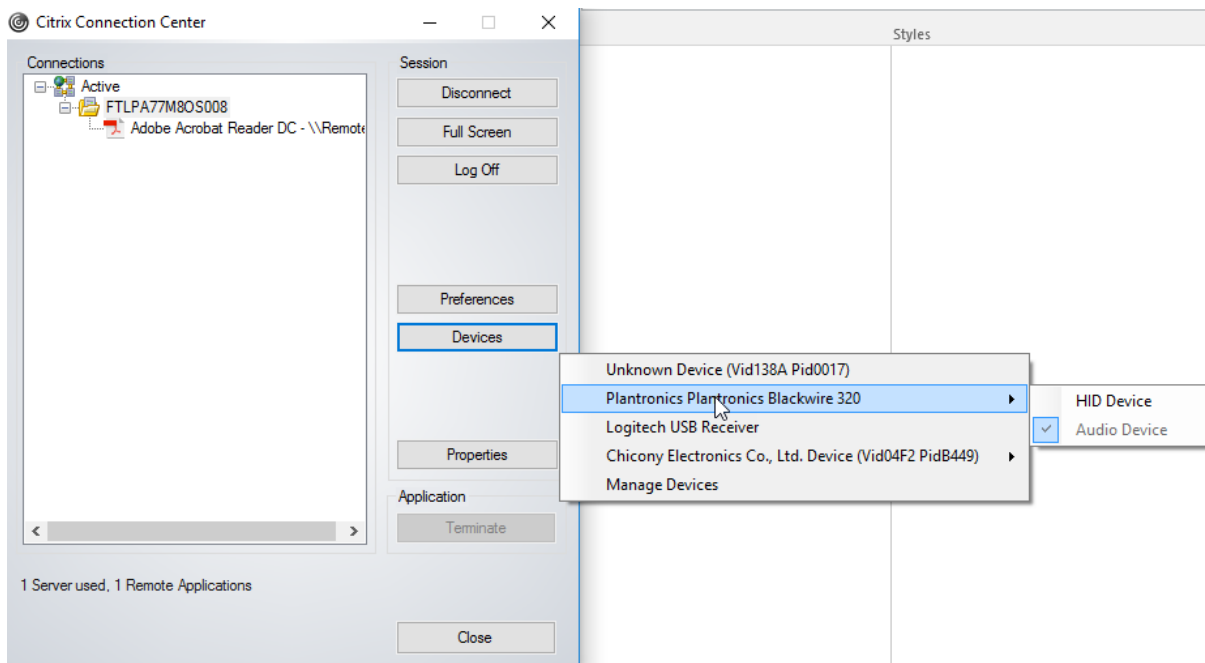 Citrix Connection Center
Styles
Connections
Active
FTLPA77M8OS008
Adobe Acrobat Reader DC - \\Remote
Session
Disconnect
Full Screen
Log Off
Preferences
Devices
Properties
Unknown Device (Vid138A Pid0017)
Plantronics Plantronics Blackwire 320
Logitech USB Receiver
Chicony Electronics Co., Ltd. Device (Vid04F2 PidB449)
Manage Devices
HID Device
Audio Device
Application
Terminate
1 Server used, 1 Remote Applications
Close